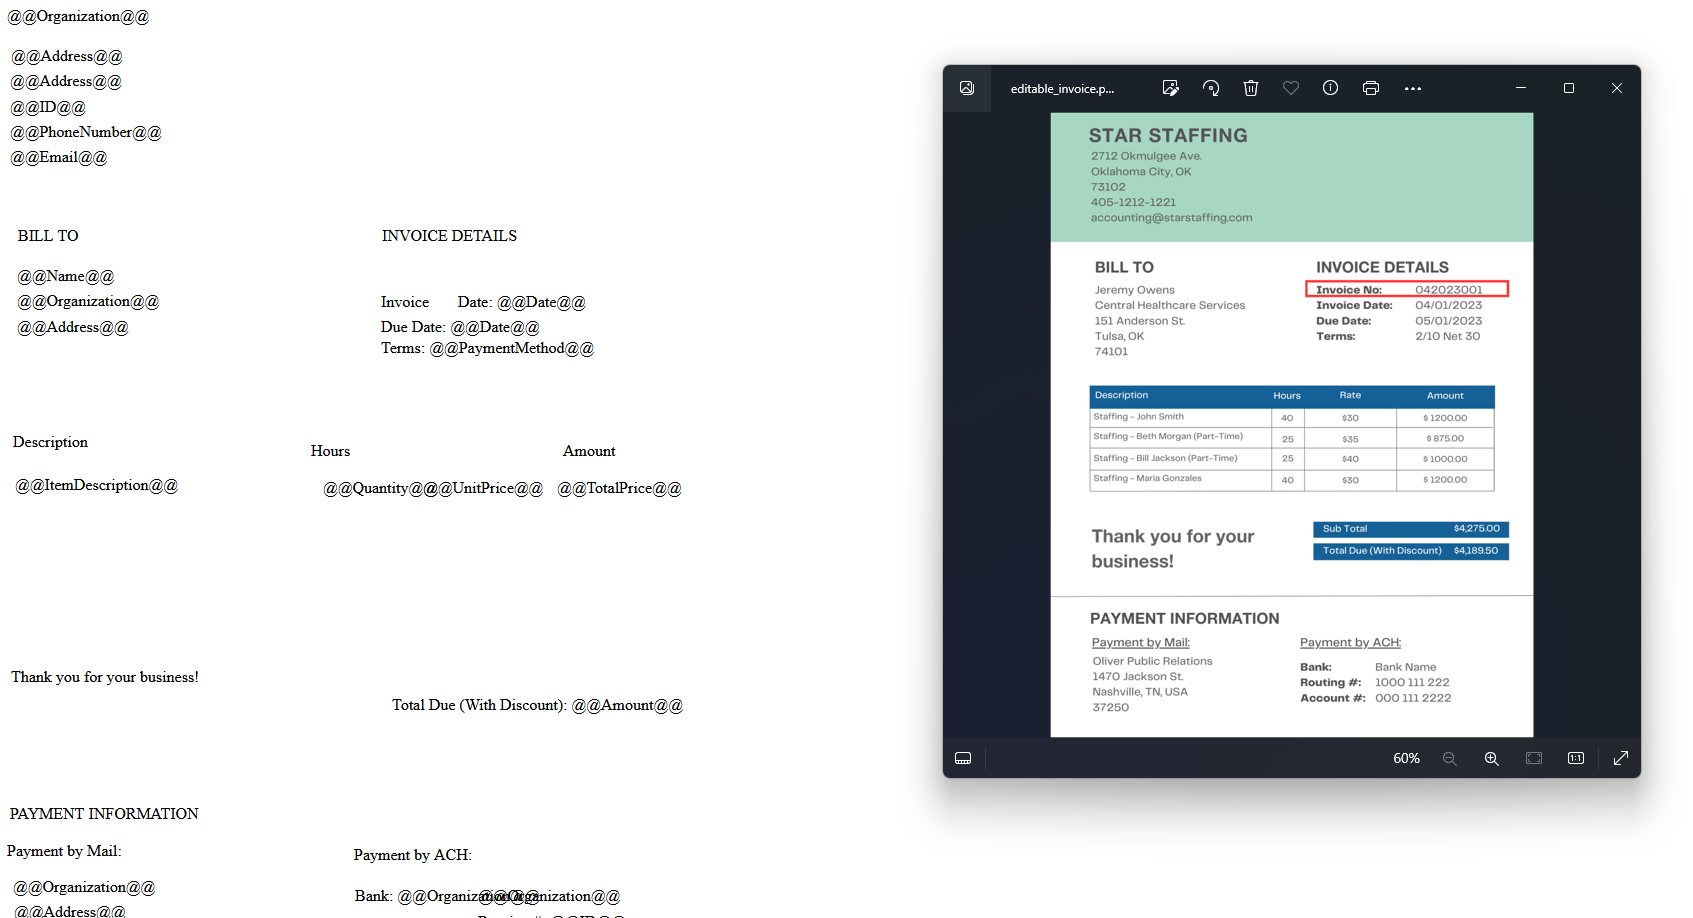 @@Organization@@
@@Address@@
@@Address@@
@@ID@@
@@PhoneNumber@@
@@Email@@
BILL TO
INVOICE DETAILS
@@Name@@
@@Organization@@
@@Address@@
Invoice Date: @@Date@@
Due Date: @@Date@@
Terms: @@PaymentMethod@@
Description
Hours
Amount
@@ItemDescription@@
@@Quantity@@@@UnitPrice@@ @@TotalPrice@@
Thank you for your business!
Total Due (With Discount): @@Amount@@
PAYMENT INFORMATION
Payment by Mail:
Payment by ACH:
@@Organization@@
Bank: @@Organization@@
@@Organization@@
@@Address@@
editable_invoice.p...
STAR STAFFING
2712 Okmulgee Ave.
Oklahoma City, OK
73102
405-1212-1221
accounting@starstaffing.com
BILL TO
Jeremy Owens
Central Healthcare Services
151 Anderson St.
Tulsa, OK
74101
INVOICE DETAILS
Invoice No: 042023001
Invoice Date: 04/01/2023
Due Date: 05/01/2023
Terms: 2/10 Net 30
Description Hours Rate Amount
Staffing - John Smith 40 $30 $ 1200.00
Staffing - Beth Morgan (Part-Time) 25 $35 $ 875.00
Staffing - Bill Jackson (Part-Time) 25 $40 $ 1000.00
Staffing - Maria Gonzales 40 $30 $ 1200.00
Thank you for your
business!
Sub Total $4,275.00
Total Due (With Discount) $4,189.50
PAYMENT INFORMATION
Payment by Mail:
Oliver Public Relations
1470 Jackson St.
Nashville, TN, USA
37250
Payment by ACH:
Bank: Bank Name
Routing #: 1000 111 222
Account #: 000 111 2222
60%
1:1